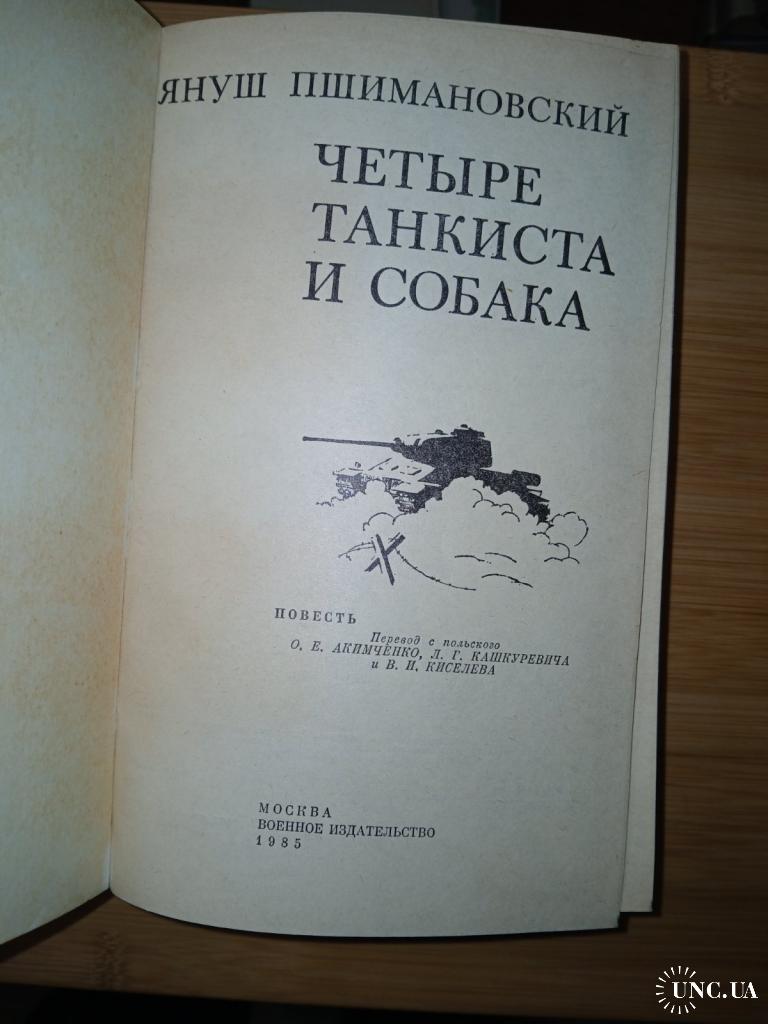 ЯНУШ ПШИМАНОВСКИЙ
ЧЕТЫРЕ
ТАНКИСТА
И СОБАКА
ПОВЕСТЬ
Перевод с польского
О. Е. АКИМЧЕНКО, Л. Г. КАШКУРЕВИЧА
и В. И. КИСЕЛЕВА
МОСКВА
ВОЕННОЕ ИЗДАТЕЛЬСТВО
1985
UNC.UA